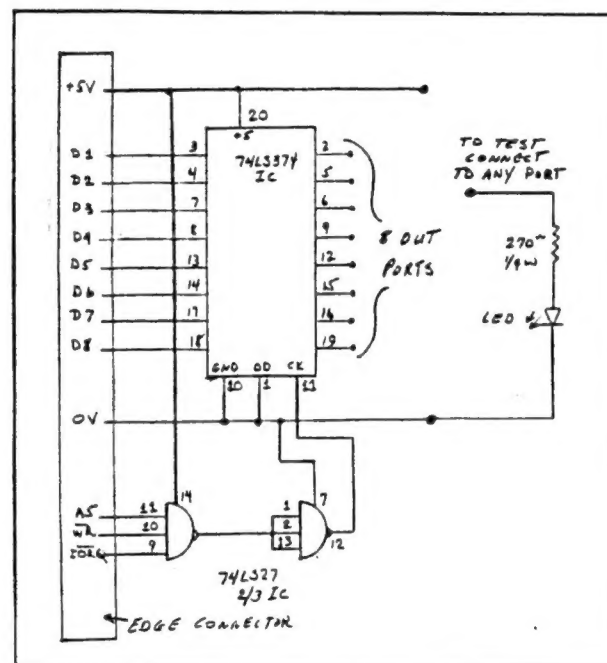 +5V
20
+5
74LS374
IC
D1 3
D2 4
D3 7
D4 8
D5 13
D6 14
D7 17
D8 18
2
5
6
9
12
15
16
19
8 OUT
PORTS
TO TEST
CONNECT
TO ANY PORT
270~
1/4W
LED
GND OD CK
10 1 11
0V
A5 11
WR 10
IORQ 9
14
1
2
13
7
12
74LS27
2/3 IC
EDGE CONNECTOR